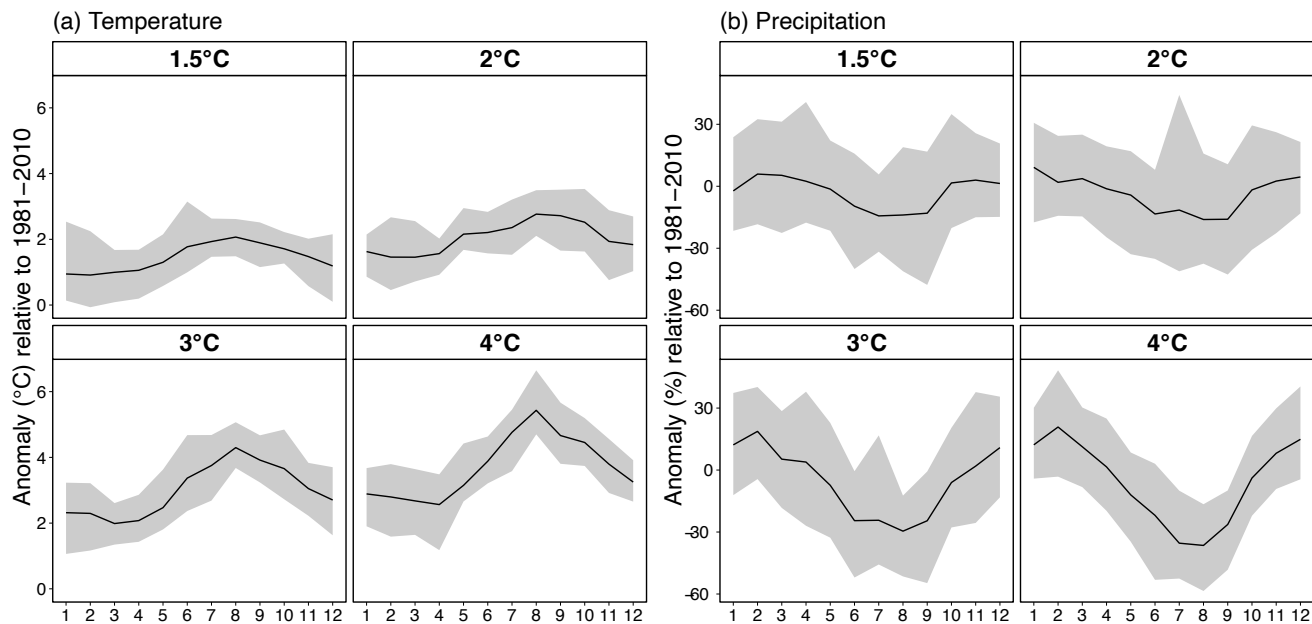 (a) Temperature
1.5°C
2°C
Anomaly (°C) relative to 1981–2010
6
4
2
0
3°C
4°C
6
4
2
0
1 2 3 4 5 6 7 8 9 10 11 12
1 2 3 4 5 6 7 8 9 10 11 12
(b) Precipitation
1.5°C
2°C
Anomaly (%) relative to 1981–2010
30
0
-30
-60
3°C
4°C
30
0
-30
-60
1 2 3 4 5 6 7 8 9 10 11 12
1 2 3 4 5 6 7 8 9 10 11 12